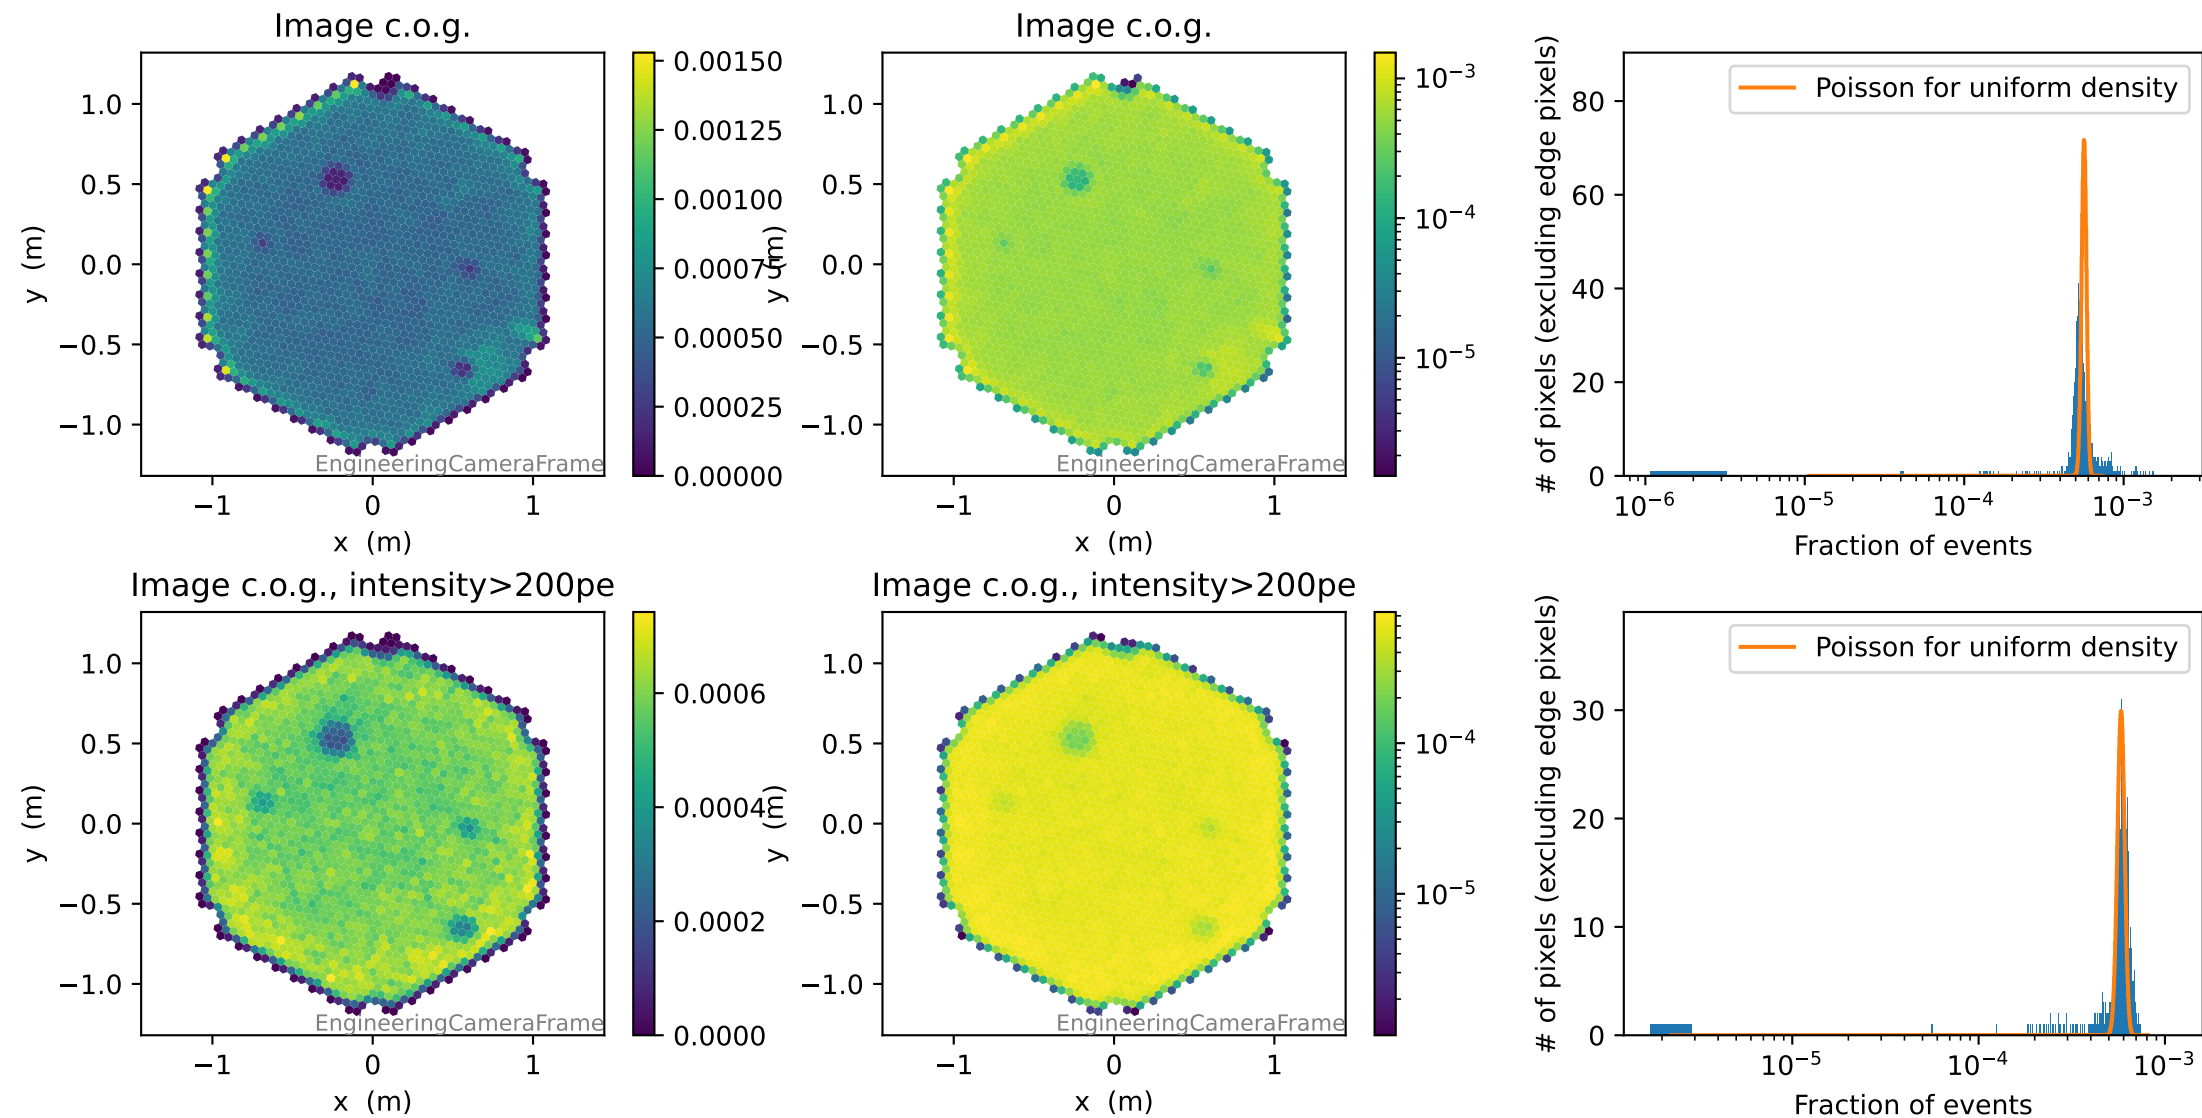 Image c.o.g.
1.0
0.5
0.0
−0.5
−1.0
y (m)
−1
0
1
x (m)
EngineeringCameraFrame
0.00150
0.00125
0.00100
0.00075
0.00050
0.00025
0.00000
Image c.o.g.
1.0
0.5
0.0
−0.5
−1.0
y (m)
−1
0
1
x (m)
EngineeringCameraFrame
10⁻³
10⁻⁴
10⁻⁵
# of pixels (excluding edge pixels)
80
60
40
20
0
Poisson for uniform density
10⁻⁶
10⁻⁵
10⁻⁴
10⁻³
Fraction of events
Image c.o.g., intensity>200pe
1.0
0.5
0.0
−0.5
−1.0
y (m)
−1
0
1
x (m)
EngineeringCameraFrame
0.0006
0.0004
0.0002
0.0000
Image c.o.g., intensity>200pe
1.0
0.5
0.0
−0.5
−1.0
y (m)
−1
0
1
x (m)
EngineeringCameraFrame
10⁻⁴
10⁻⁵
# of pixels (excluding edge pixels)
30
20
10
0
Poisson for uniform density
10⁻⁵
10⁻⁴
10⁻³
Fraction of events